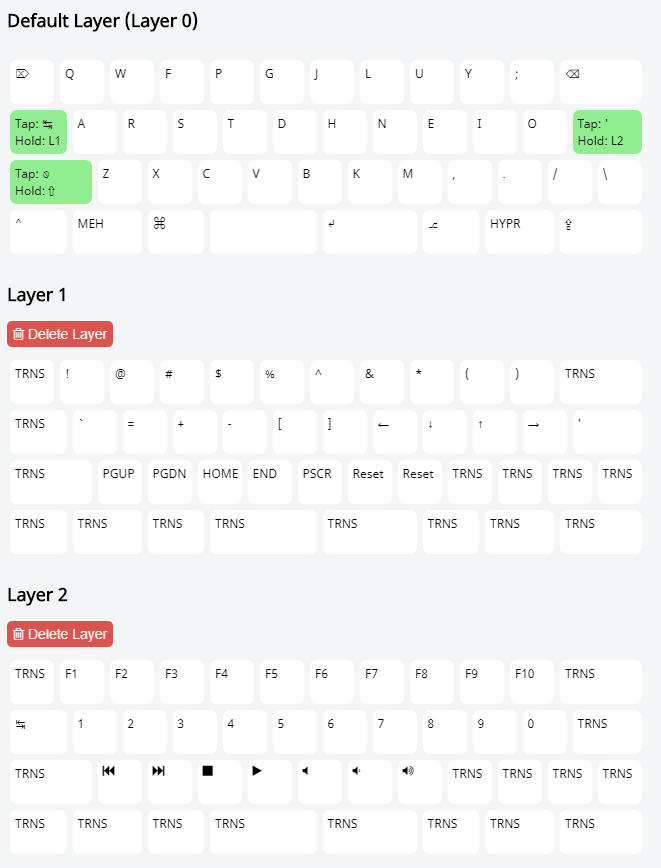 Default Layer (Layer 0)
⌦ Q W F P G J L U Y ; ⌫
Tap: ↹ A R S T D H N E I O Tap: '
Hold: L1 Hold: L2
Tap: ⎋ Z X C V B K M , . / \
Hold: ⇧
^ MEH ⌘ ↲ ⎇ HYPR ⇪
Layer 1
Delete Layer
TRNS ! @ # $ % ^ & * ( ) TRNS
TRNS ` = + - [ ] ← ↓ ↑ → '
TRNS PGUP PGDN HOME END PSCR Reset Reset TRNS TRNS TRNS TRNS
TRNS TRNS TRNS TRNS TRNS TRNS TRNS TRNS
Layer 2
Delete Layer
TRNS F1 F2 F3 F4 F5 F6 F7 F8 F9 F10 TRNS
↹ 1 2 3 4 5 6 7 8 9 0 TRNS
TRNS ⏮ ⏭ ⏹ ▶ 🔈 🔉 🔊 TRNS TRNS TRNS TRNS
TRNS TRNS TRNS TRNS TRNS TRNS TRNS TRNS